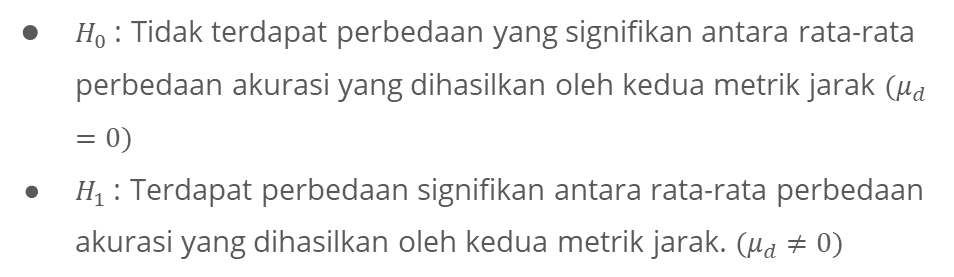 ● H₀ : Tidak terdapat perbedaan yang signifikan antara rata-rata
perbedaan akurasi yang dihasilkan oleh kedua metrik jarak (μ_d
= 0)
● H₁ : Terdapat perbedaan signifikan antara rata-rata perbedaan
akurasi yang dihasilkan oleh kedua metrik jarak. (μ_d ≠ 0)